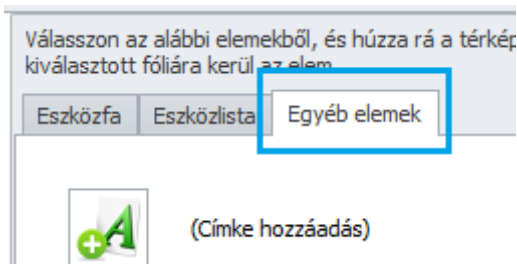 Válasszon az alábbi elemekből, és húzza rá a térkép
kiválasztott fóliára kerül az elem
Eszközfa Eszközlista Egyéb elemek
A
(Címke hozzáadás)